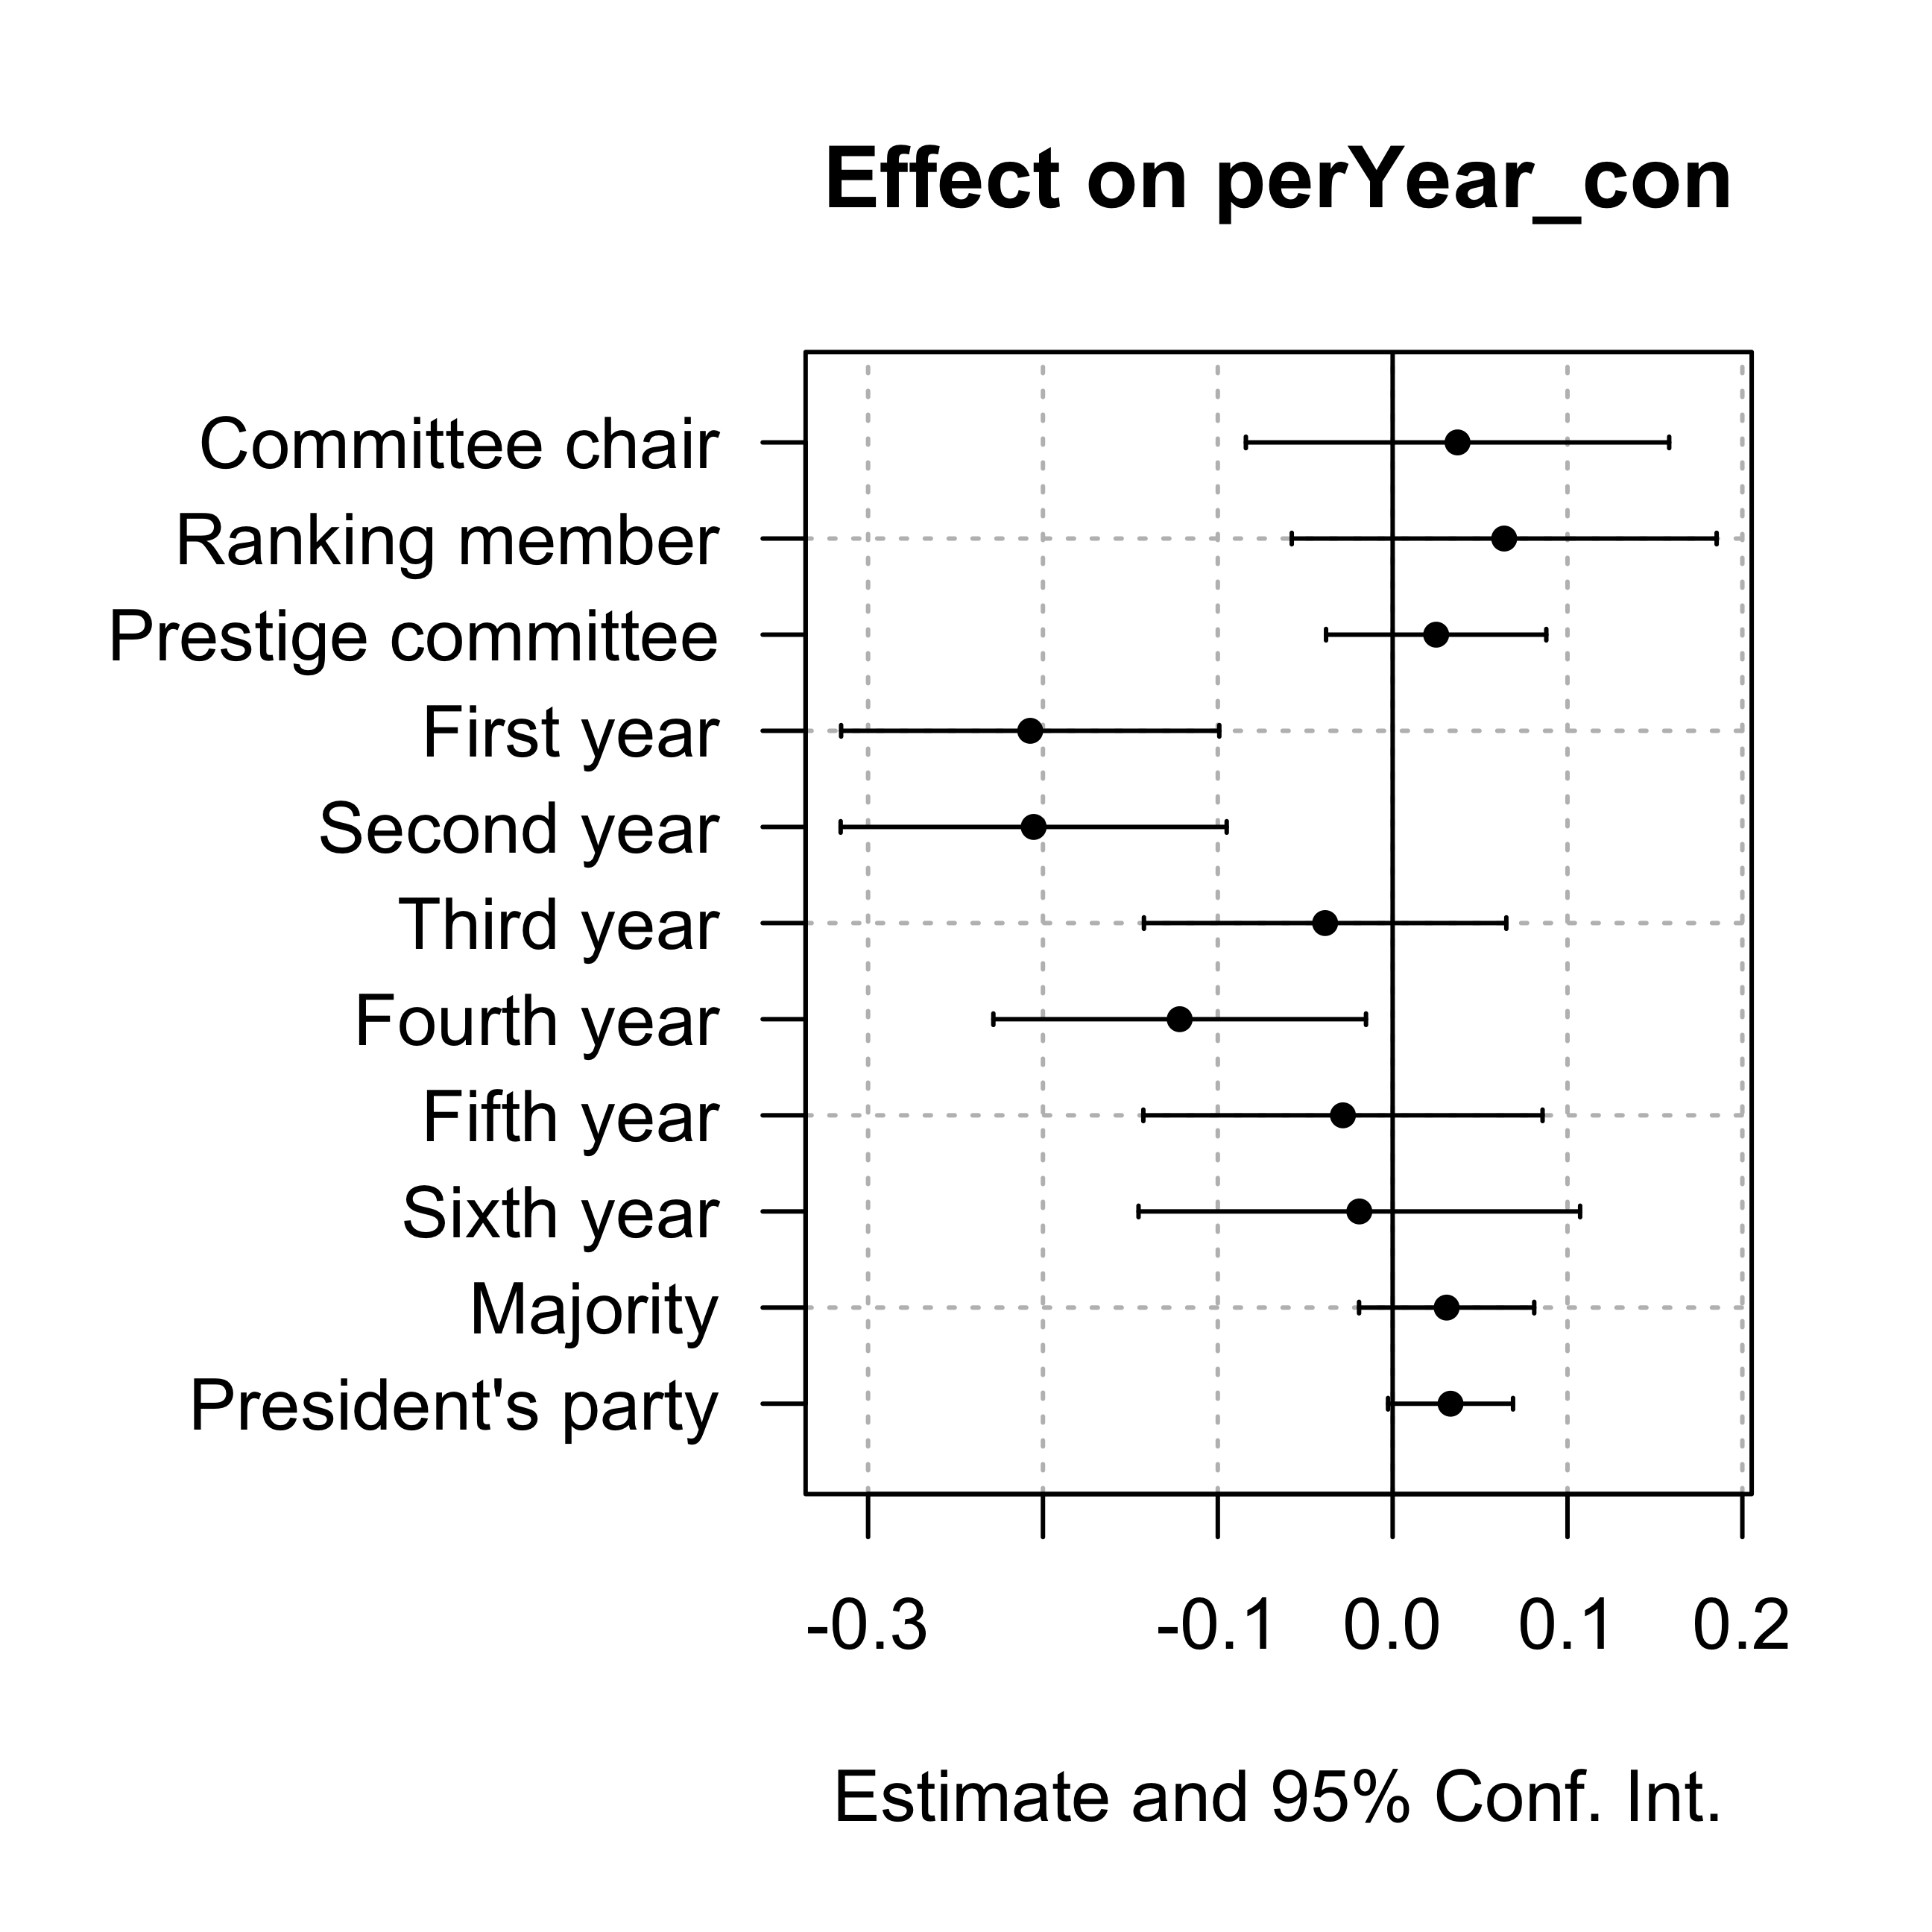 Effect on perYear_con
Committee chair
Ranking member
Prestige committee
First year
Second year
Third year
Fourth year
Fifth year
Sixth year
Majority
President's party
-0.3 -0.1 0.0 0.1 0.2
Estimate and 95% Conf. Int.